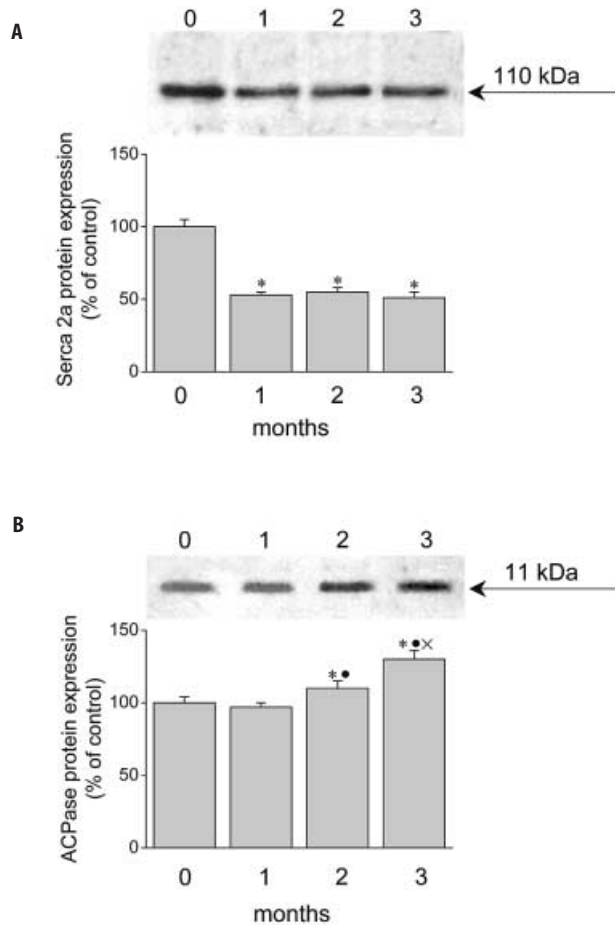 A
0 1 2 3
110 kDa
150
100
50
0
Serca 2a protein expression
(% of control)
* * *
0 1 2 3
months
B
0 1 2 3
11 kDa
150
100
50
0
ACPase protein expression
(% of control)
*● *●×
0 1 2 3
months